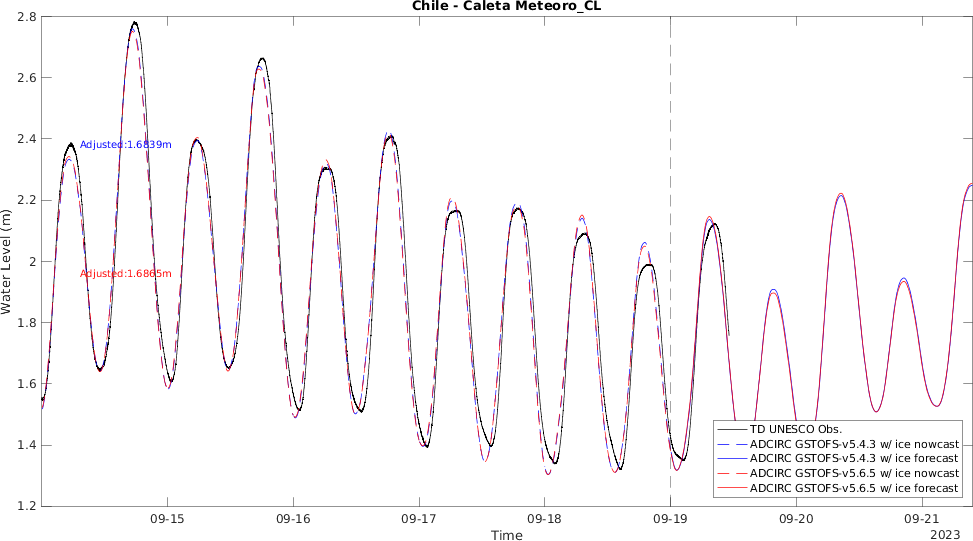 Chile - Caleta Meteoro_CL
2.8
2.6
2.4
2.2
2
1.8
1.6
1.4
1.2
Water Level (m)
Adjusted:1.6839m
Adjusted:1.6865m
TD UNESCO Obs.
ADCIRC GSTOFS-v5.4.3 w/ ice nowcast
ADCIRC GSTOFS-v5.4.3 w/ ice forecast
ADCIRC GSTOFS-v5.6.5 w/ ice nowcast
ADCIRC GSTOFS-v5.6.5 w/ ice forecast
09-15 09-16 09-17 09-18 09-19 09-20 09-21
Time
2023